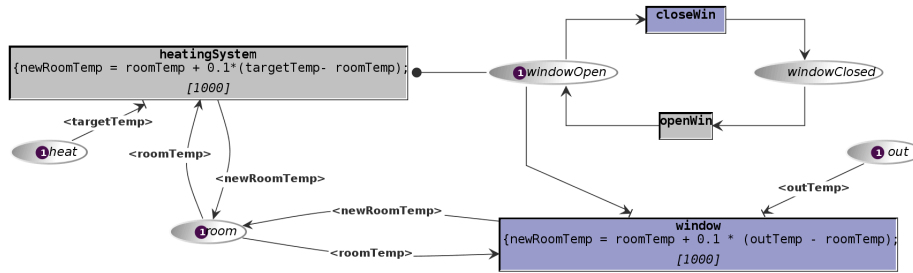 closeWin
heatingSystem
{newRoomTemp = roomTemp + 0.1*(targetTemp- roomTemp);
[1000]
1 windowOpen
windowClosed
openWin
<targetTemp>
1 heat
<roomTemp>
1 out
<newRoomTemp>
<outTemp>
<newRoomTemp>
1 room
window
{newRoomTemp = roomTemp + 0.1 * (outTemp - roomTemp);
<roomTemp>
[1000]